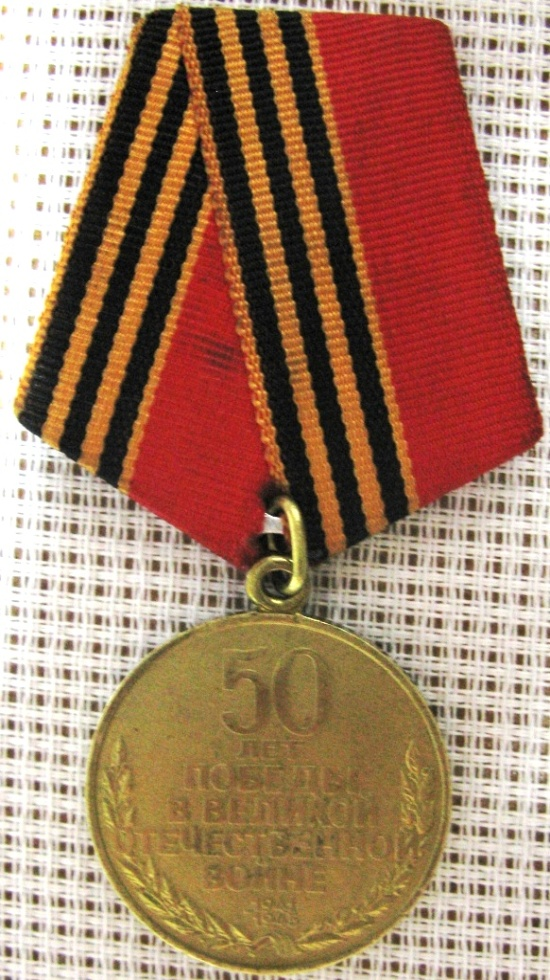 50
ЛЕТ
ПОБЕДЫ
В ВЕЛИКОЙ
ОТЕЧЕСТВЕННОЙ
ВОЙНЕ
1941
1945